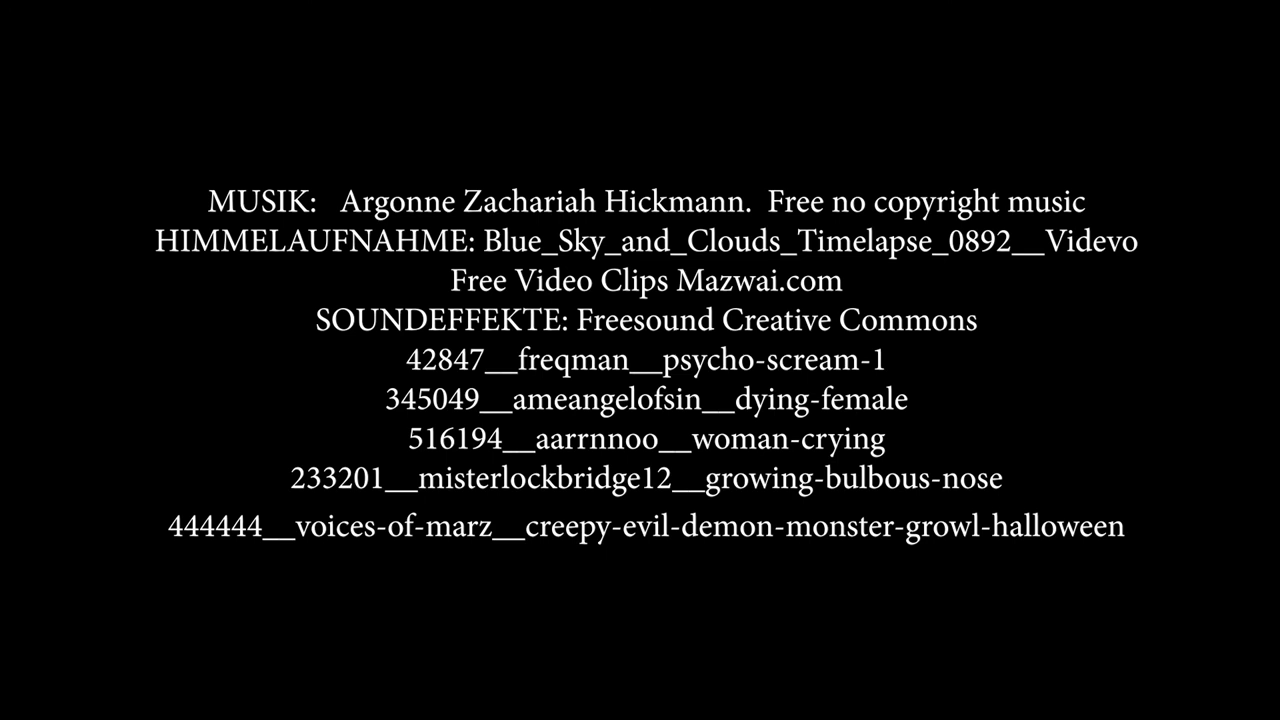 MUSIK: Argonne Zachariah Hickmann. Free no copyright music
HIMMELAUFNAHME: Blue_Sky_and_Clouds_Timelapse_0892__Videvo
Free Video Clips Mazwai.com
SOUNDEFFEKTE: Freesound Creative Commons
42847__freqman__psycho-scream-1
345049__ameangelofsin__dying-female
516194__aarrnnoo__woman-crying
233201__misterlockbridge12__growing-bulbous-nose
444444__voices-of-marz__creepy-evil-demon-monster-growl-halloween